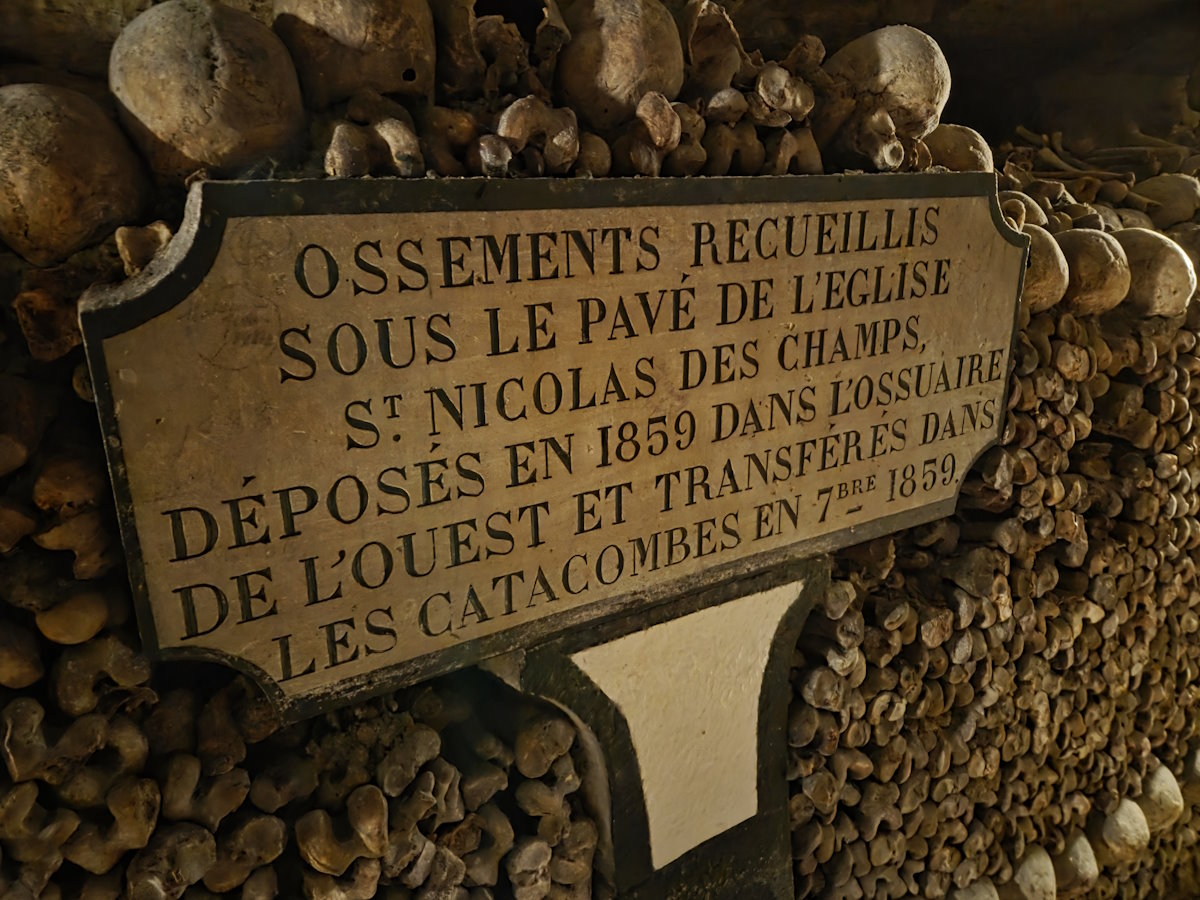 OSSEMENTS RECUEILLIS
SOUS LE PAVÉ DE L'EGLISE
ST. NICOLAS DES CHAMPS,
DÉPOSÉS EN 1859 DANS L'OSSUAIRE
DE L'OUEST ET TRANSFÉRÉS DANS
LES CATACOMBES EN 7BRE 1859.